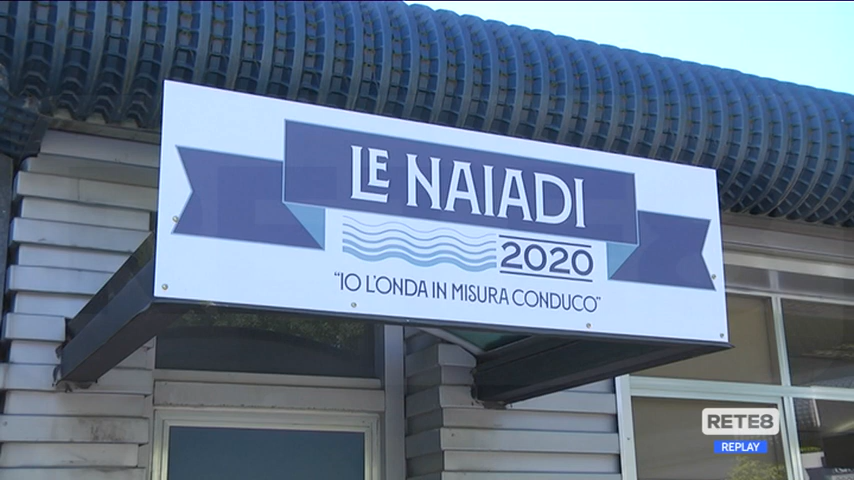 LE NAIADI
2020
"IO L'ONDA IN MISURA CONDUCO"
RETE8
REPLAY